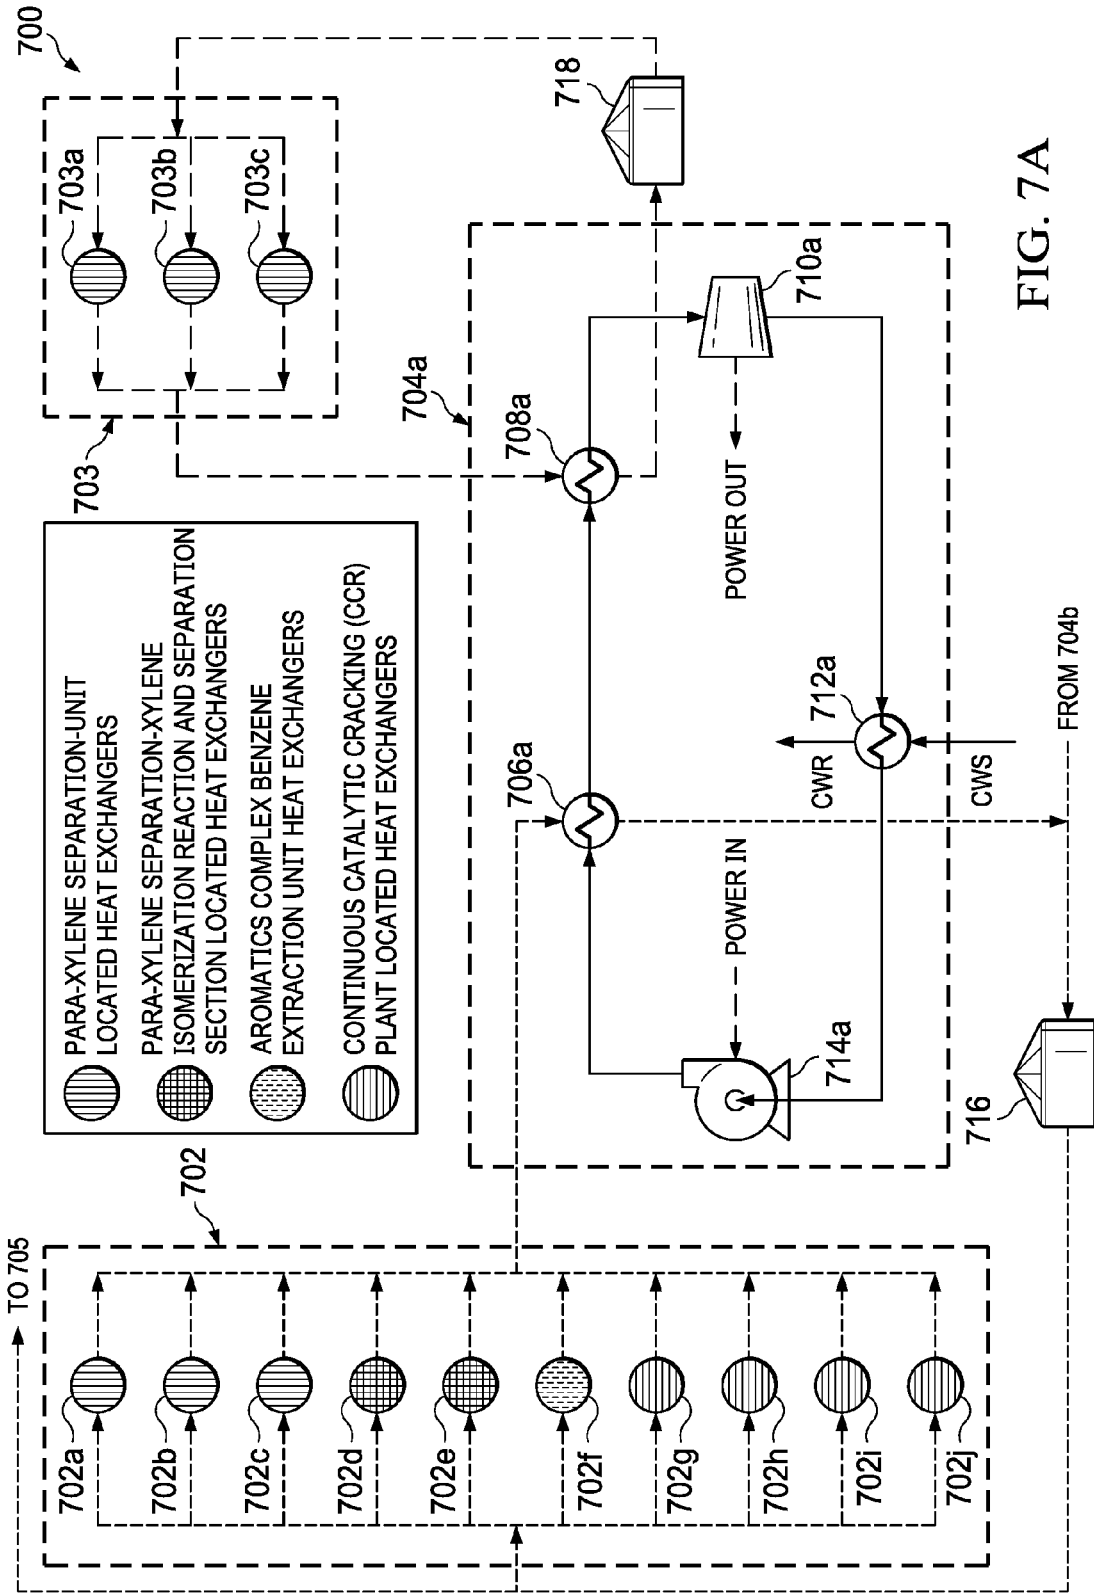 700
703
703a
703b
703c
718
PARA-XYLENE SEPARATION-UNIT
LOCATED HEAT EXCHANGERS
PARA-XYLENE SEPARATION-XYLENE
ISOMERIZATION REACTION AND SEPARATION
SECTION LOCATED HEAT EXCHANGERS
AROMATICS COMPLEX BENZENE
EXTRACTION UNIT HEAT EXCHANGERS
CONTINUOUS CATALYTIC CRACKING (CCR)
PLANT LOCATED HEAT EXCHANGERS
TO 705
702
702a
702b
702c
702d
702e
702f
702g
702h
702i
702j
704a
706a
708a
710a
POWER OUT
712a
CWR
CWS
POWER IN
714a
716
FROM 704b
FIG. 7A